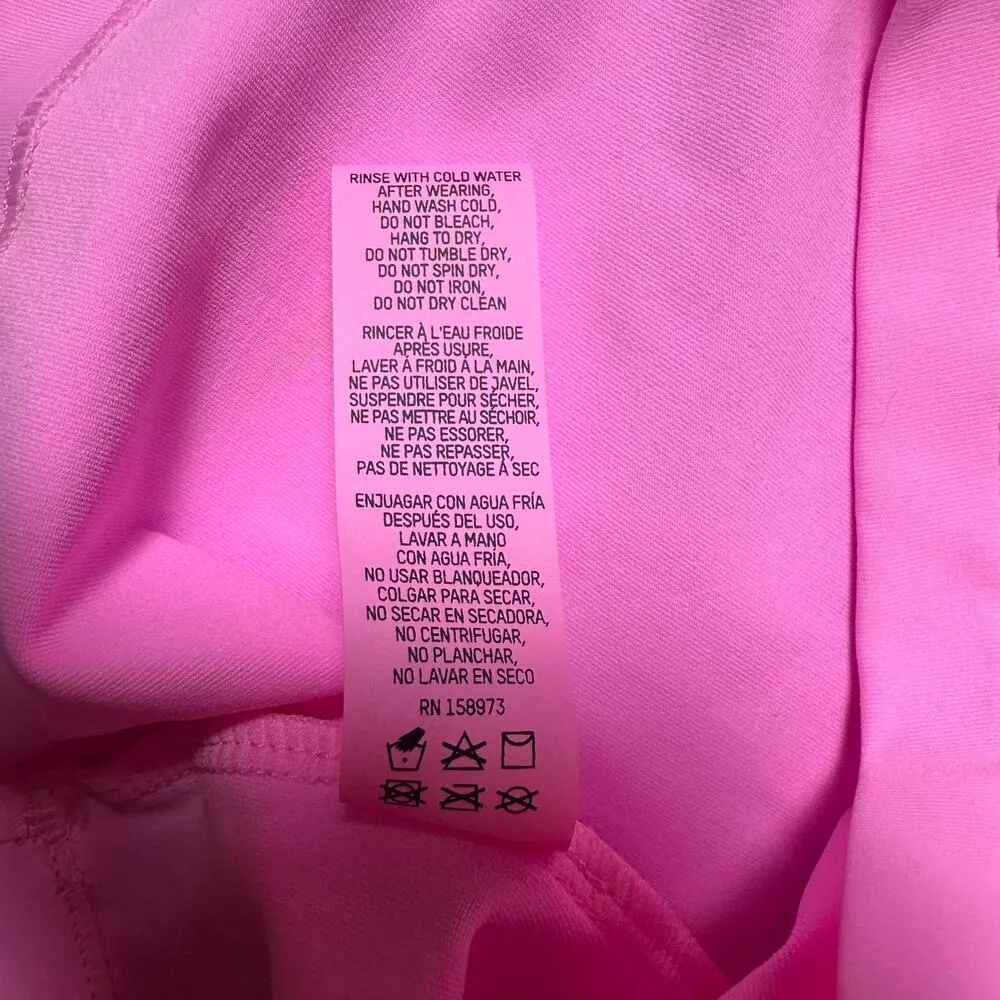 RINSE WITH COLD WATER
AFTER WEARING,
HAND WASH COLD,
DO NOT BLEACH,
HANG TO DRY,
DO NOT TUMBLE DRY,
DO NOT SPIN DRY,
DO NOT IRON,
DO NOT DRY CLEAN
RINCER À L'EAU FROIDE
APRÈS USURE,
LAVER À FROID À LA MAIN,
NE PAS UTILISER DE JAVEL,
SUSPENDRE POUR SÉCHER,
NE PAS METTRE AU SÉCHOIR,
NE PAS ESSORER,
NE PAS REPASSER,
PAS DE NETTOYAGE À SEC
ENJUAGAR CON AGUA FRÍA
DESPUÉS DEL USO,
LAVAR A MANO
CON AGUA FRÍA,
NO USAR BLANQUEADOR,
COLGAR PARA SECAR,
NO SECAR EN SECADORA,
NO CENTRIFUGAR,
NO PLANCHAR,
NO LAVAR EN SECO
RN 158973